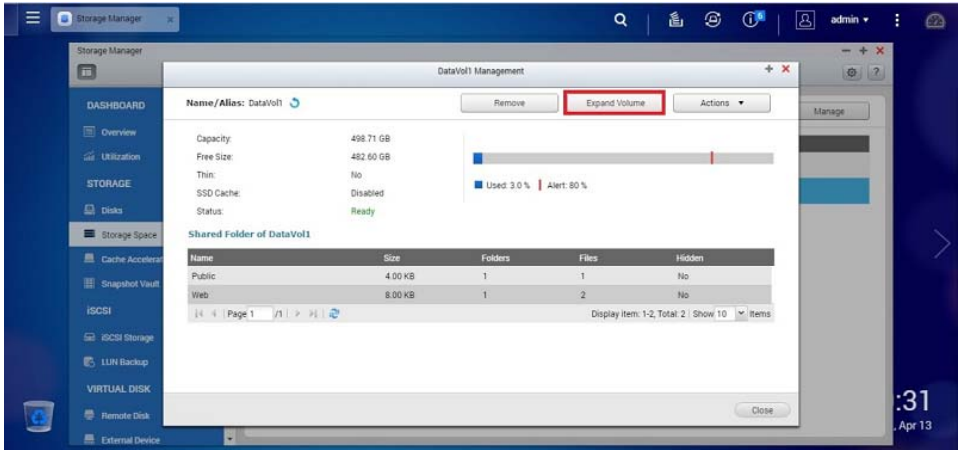 Storage Manager
6
admin
Storage Manager
DataVol1 Management
?
DASHBOARD
Overview
Utilization
STORAGE
Disks
Storage Space
Cache Accelerat
Snapshot Vault
iSCSI
iSCSI Storage
LUN Backup
VIRTUAL DISK
Remote Disk
External Device
Name/Alias: DataVol1
Remove
Expand Volume
Actions
Manage
Capacity: 498.71 GB
Free Size: 482.60 GB
Thin: No
SSD Cache: Disabled
Status: Ready
Used: 3.0 % Alert: 80 %
Shared Folder of DataVol1
Name Size Folders Files Hidden
Public 4.00 KB 1 1 No
Web 8.00 KB 1 2 No
Page 1 /1 Display item: 1-2, Total: 2 Show 10 Items
Close
:31
, Apr 13